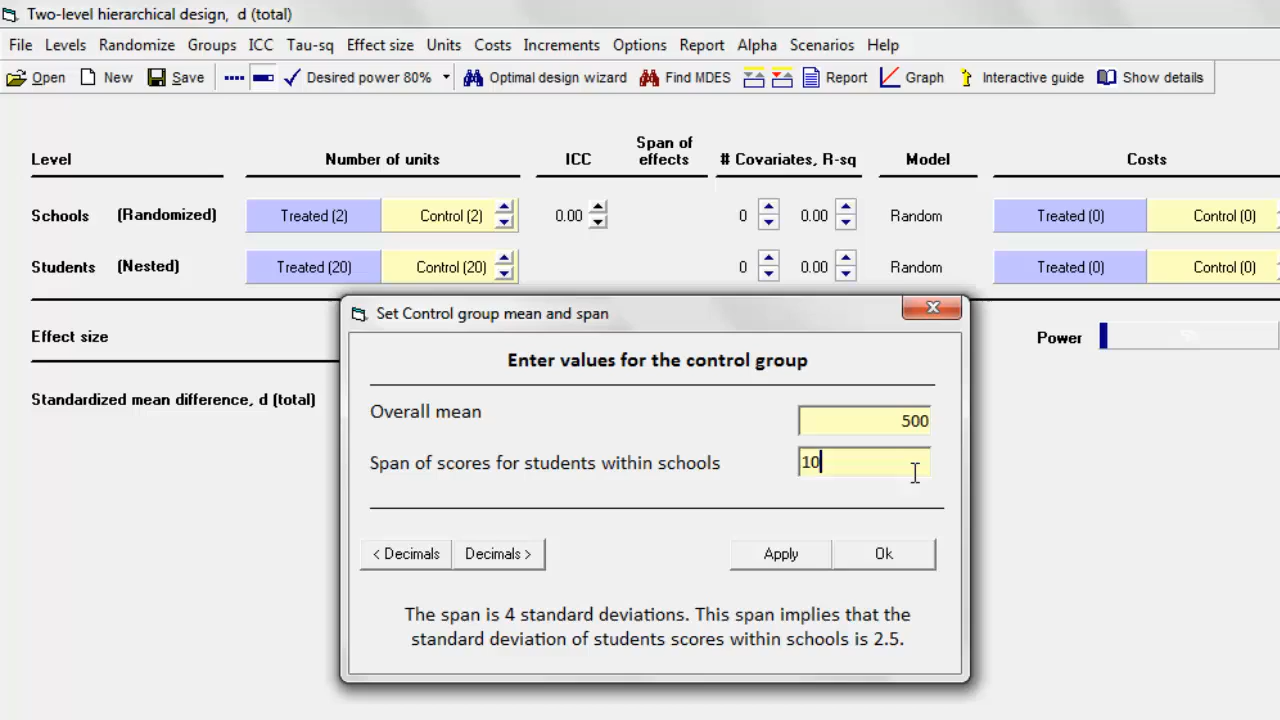 Two-level hierarchical design, d (total)
File Levels Randomize Groups ICC Tau-sq Effect size Units Costs Increments Options Report Alpha Scenarios Help
Open New Save Desired power 80% Optimal design wizard Find MDES Report Graph Interactive guide Show details
Level Number of units ICC Span of effects # Covariates, R-sq Model Costs
Schools (Randomized) Treated (2) Control (2) 0.00 0 0.00 Random Treated (0) Control (0)
Students (Nested) Treated (20) Control (20) 0 0.00 Random Treated (0) Control (0)
Set Control group mean and span
Effect size
Power
Enter values for the control group
Standardized mean difference, d (total)
Overall mean 500
Span of scores for students within schools 10
< Decimals Decimals > Apply Ok
The span is 4 standard deviations. This span implies that the
standard deviation of students scores within schools is 2.5.